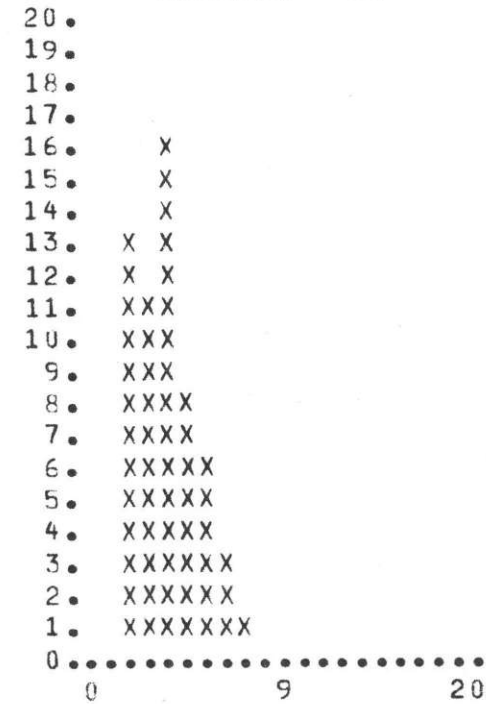 20.
19.
18.
17.
16.    X
15.    X
14.    X
13.  X X
12.  X X
11.  XXX
10.  XXX
 9.  XXX
 8.  XXXX
 7.  XXXX
 6.  XXXXX
 5.  XXXXX
 4.  XXXXX
 3.  XXXXXX
 2.  XXXXXX
 1.  XXXXXXX
 0......................
   0         9        20